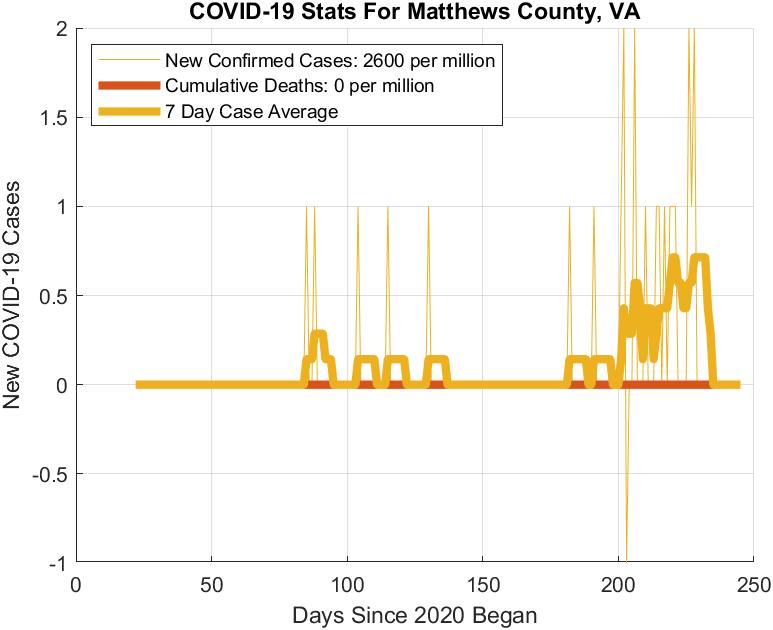 COVID-19 Stats For Matthews County, VA
New Confirmed Cases: 2600 per million
Cumulative Deaths: 0 per million
7 Day Case Average
New COVID-19 Cases
2
1.5
1
0.5
0
-0.5
-1
0 50 100 150 200 250
Days Since 2020 Began